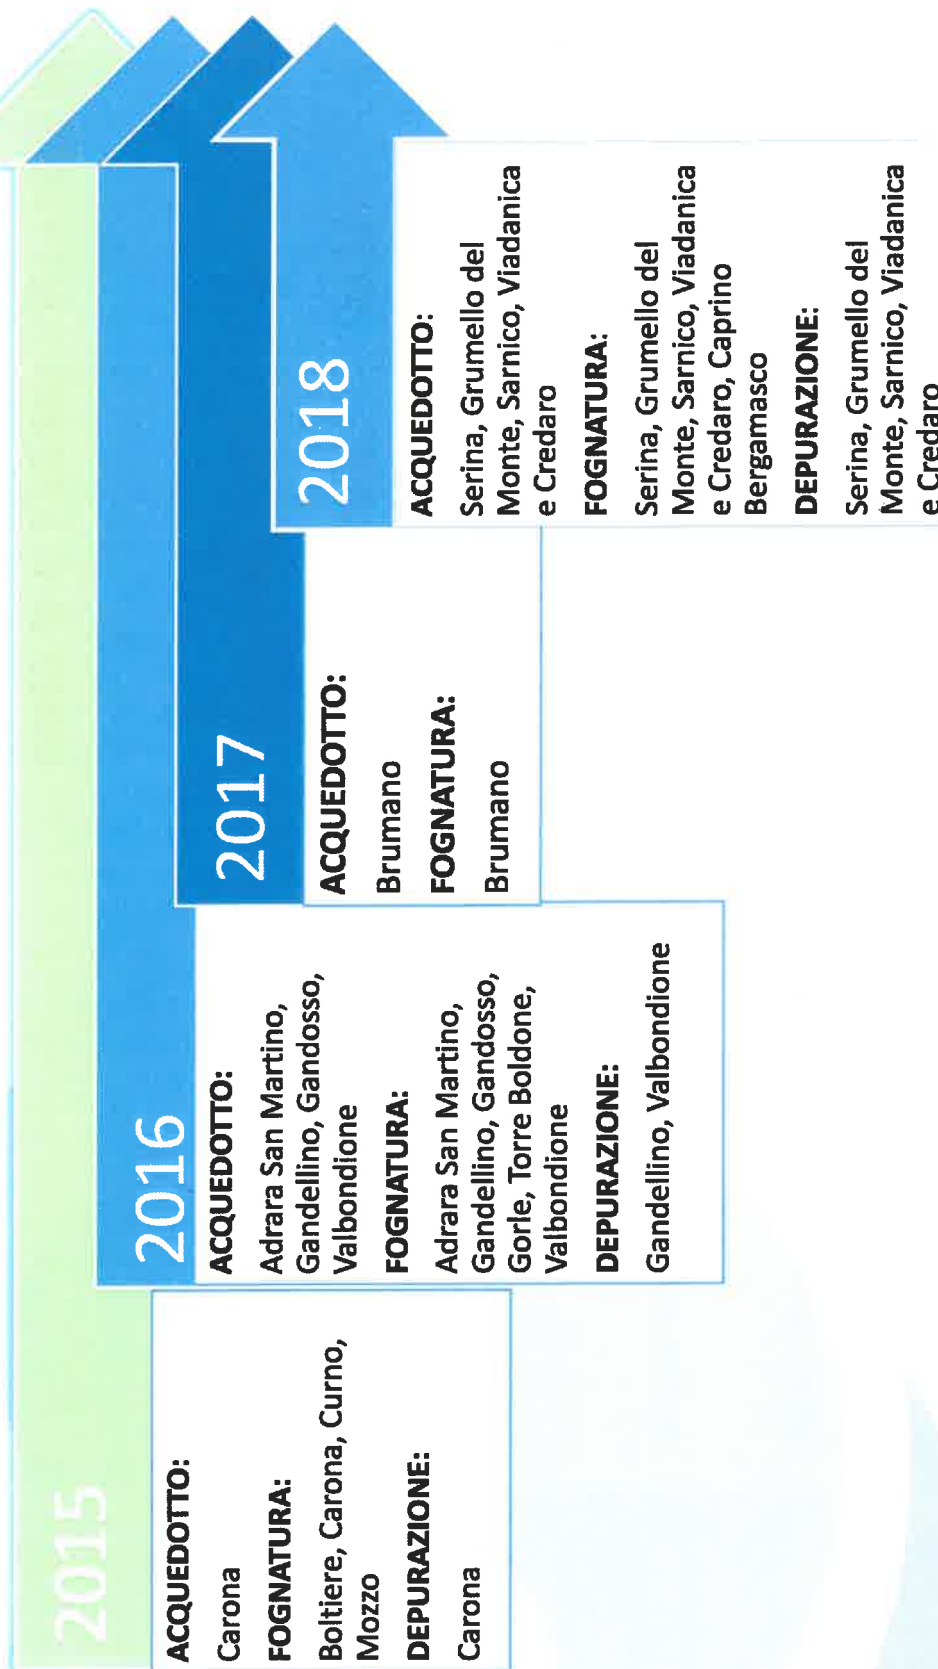 2015
ACQUEDOTTO:
Carona
FOGNATURA:
Boltiere, Carona, Curno,
Mozzo
DEPURAZIONE:
Carona
2016
ACQUEDOTTO:
Adrara San Martino,
Gandellino, Gandosso,
Valbondione
FOGNATURA:
Adrara San Martino,
Gandellino, Gandosso,
Gorle, Torre Boldone,
Valbondione
DEPURAZIONE:
Gandellino, Valbondione
2017
ACQUEDOTTO:
Brumano
FOGNATURA:
Brumano
2018
ACQUEDOTTO:
Serina, Grumello del
Monte, Sarnico, Viadanica
e Credaro
FOGNATURA:
Serina, Grumello del
Monte, Sarnico, Viadanica
e Credaro, Caprino
Bergamasco
DEPURAZIONE:
Serina, Grumello del
Monte, Sarnico, Viadanica
e Credaro